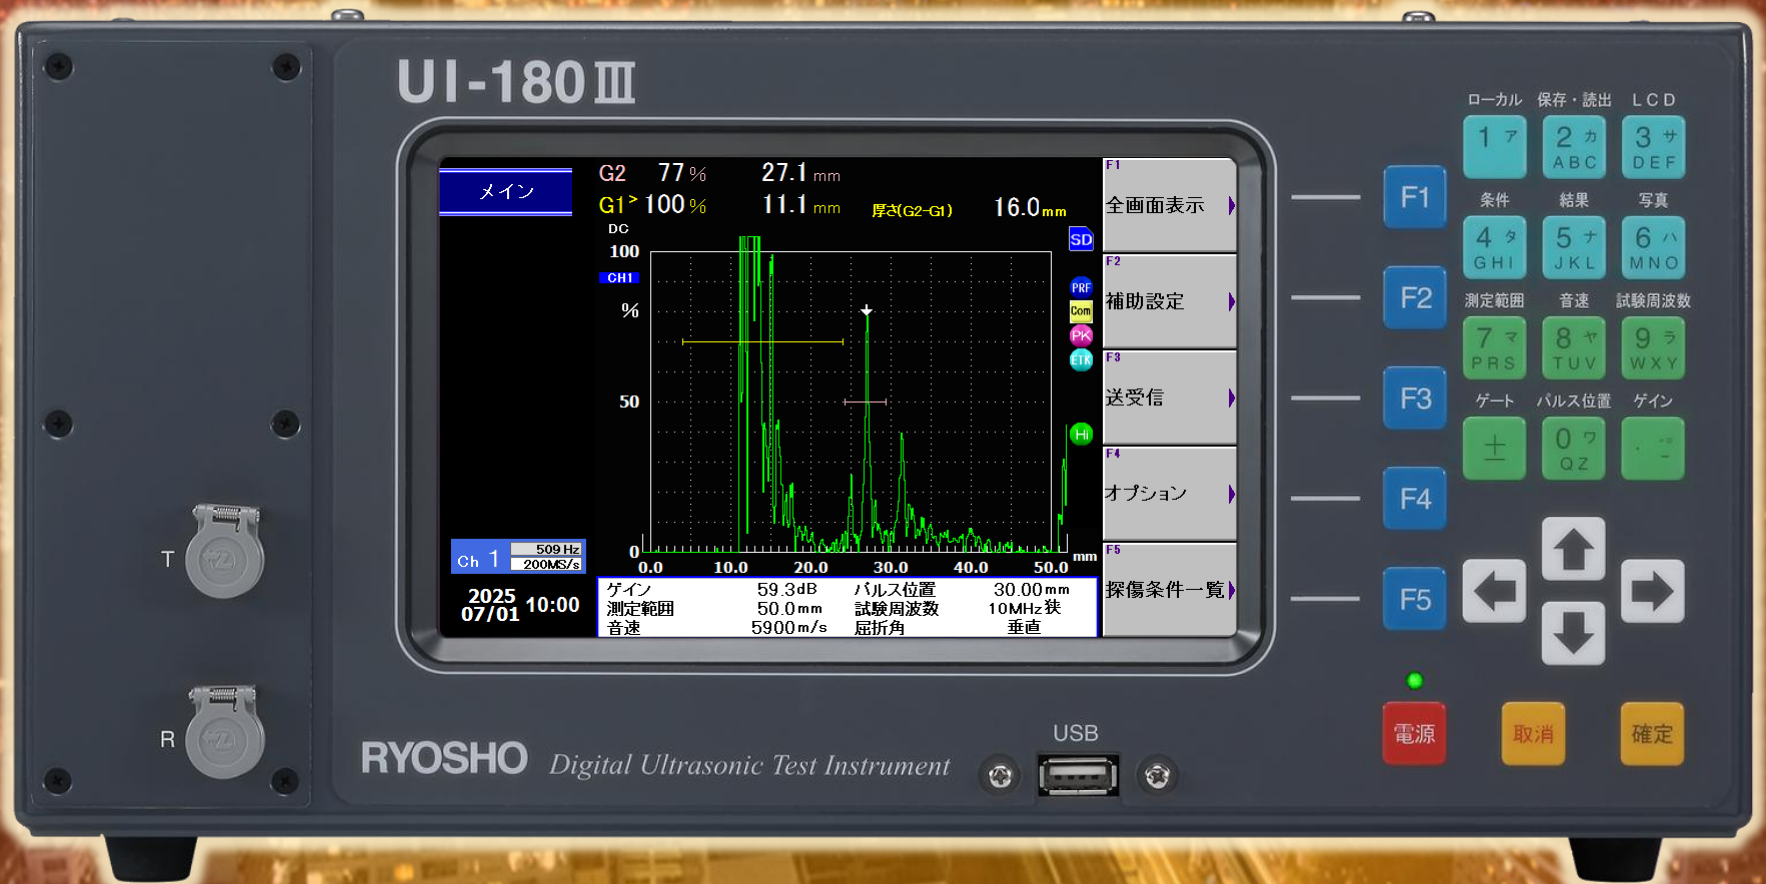 UI-180III
メイン
G2 77% 27.1mm
G1> 100% 11.1mm 厚さ(G2-G1) 16.0mm
DC
100
CH1
%
50
0
0.0 10.0 20.0 30.0 40.0 50.0 mm
SD
PRF
Com
PK
ETK
Hi
Ch 1 509Hz
200MS/s
2025
07/01 10:00
ゲイン 59.3dB パルス位置 30.00mm
測定範囲 50.0mm 試験周波数 10MHz狭
音速 5900m/s 屈折角 垂直
F1
全画面表示
F2
補助設定
F3
送受信
F4
オプション
F5
探傷条件一覧
F1
F2
F3
F4
F5
ローカル 保存・読出 LCD
1 ア 2 カ 3 サ
ABC DEF
条件 結果 写真
4 タ 5 ナ 6 ハ
GHI JKL MNO
測定範囲 音速 試験周波数
7 マ 8 ヤ 9 ラ
PRS TUV WXY
ゲート パルス位置 ゲイン
± 0 ワ .
QZ
T
R
電源 取消 確定
RYOSHO Digital Ultrasonic Test Instrument
USB